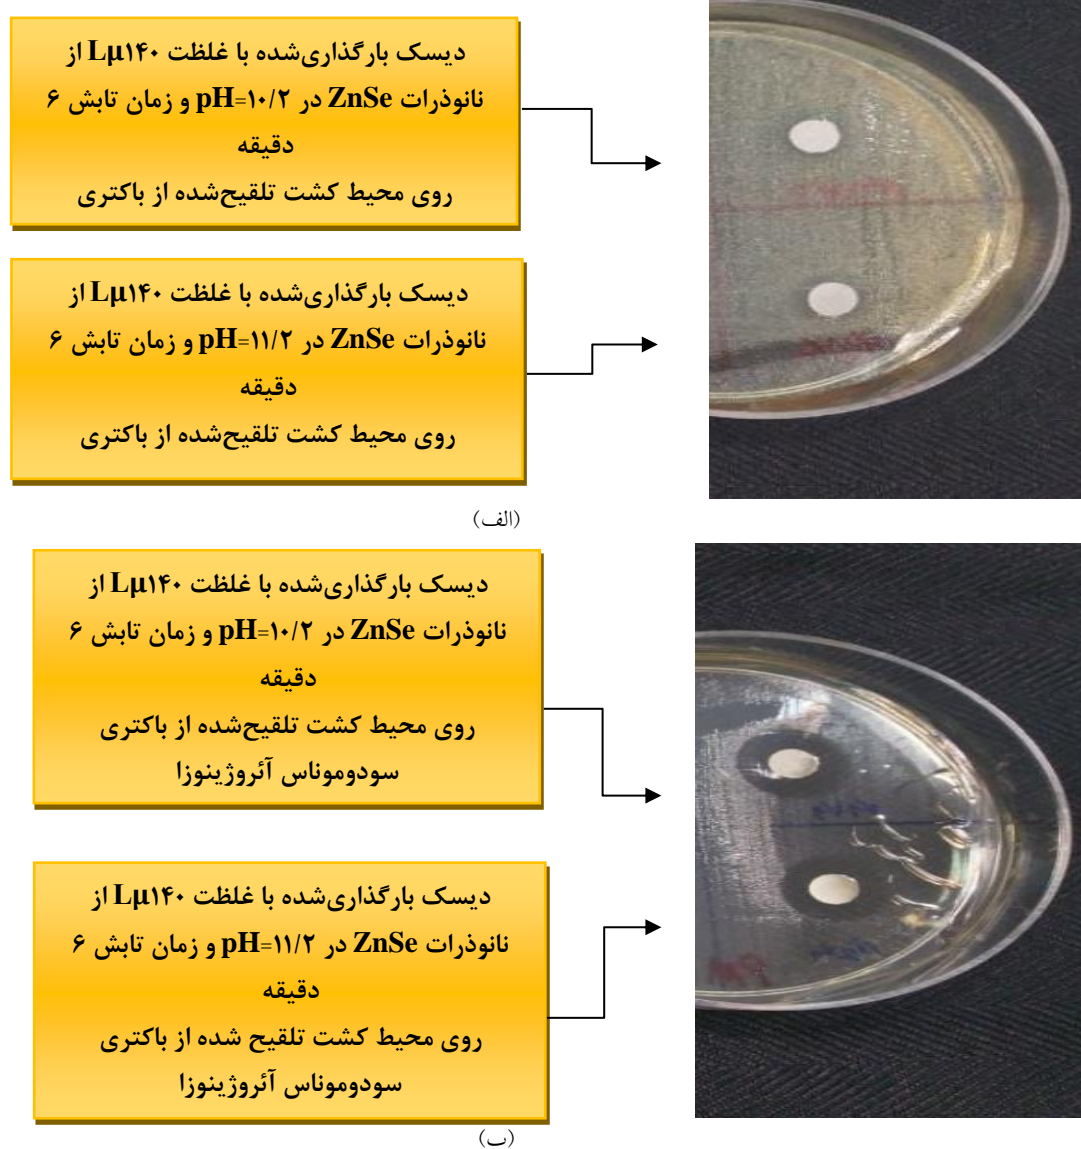 دیسک بارگذاری‌شده با غلظت Lμ۱۴۰ از
نانوذرات ZnSe در pH=۱۰/۲ و زمان تابش ۶
دقیقه
روی محیط کشت تلقیح‌شده از باکتری
دیسک بارگذاری‌شده با غلظت Lμ۱۴۰ از
نانوذرات ZnSe در pH=۱۱/۲ و زمان تابش ۶
دقیقه
روی محیط کشت تلقیح‌شده از باکتری
(الف)
دیسک بارگذاری‌شده با غلظت Lμ۱۴۰ از
نانوذرات ZnSe در pH=۱۰/۲ و زمان تابش ۶
دقیقه
روی محیط کشت تلقیح‌شده از باکتری
سودوموناس آئروژینوزا
دیسک بارگذاری‌شده با غلظت Lμ۱۴۰ از
نانوذرات ZnSe در pH=۱۱/۲ و زمان تابش ۶
دقیقه
روی محیط کشت تلقیح شده از باکتری
سودوموناس آئروژینوزا
(ب)